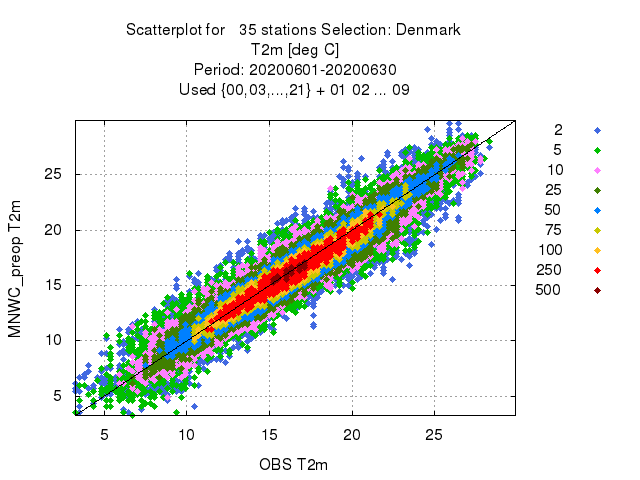 Scatterplot for   35 stations Selection: Denmark
T2m [deg C]
Period: 20200601-20200630
Used {00,03,...,21} + 01 02 ... 09
MNWC_preop T2m
25
20
15
10
5
5 10 15 20 25
OBS T2m
2
5
10
25
50
75
100
250
500